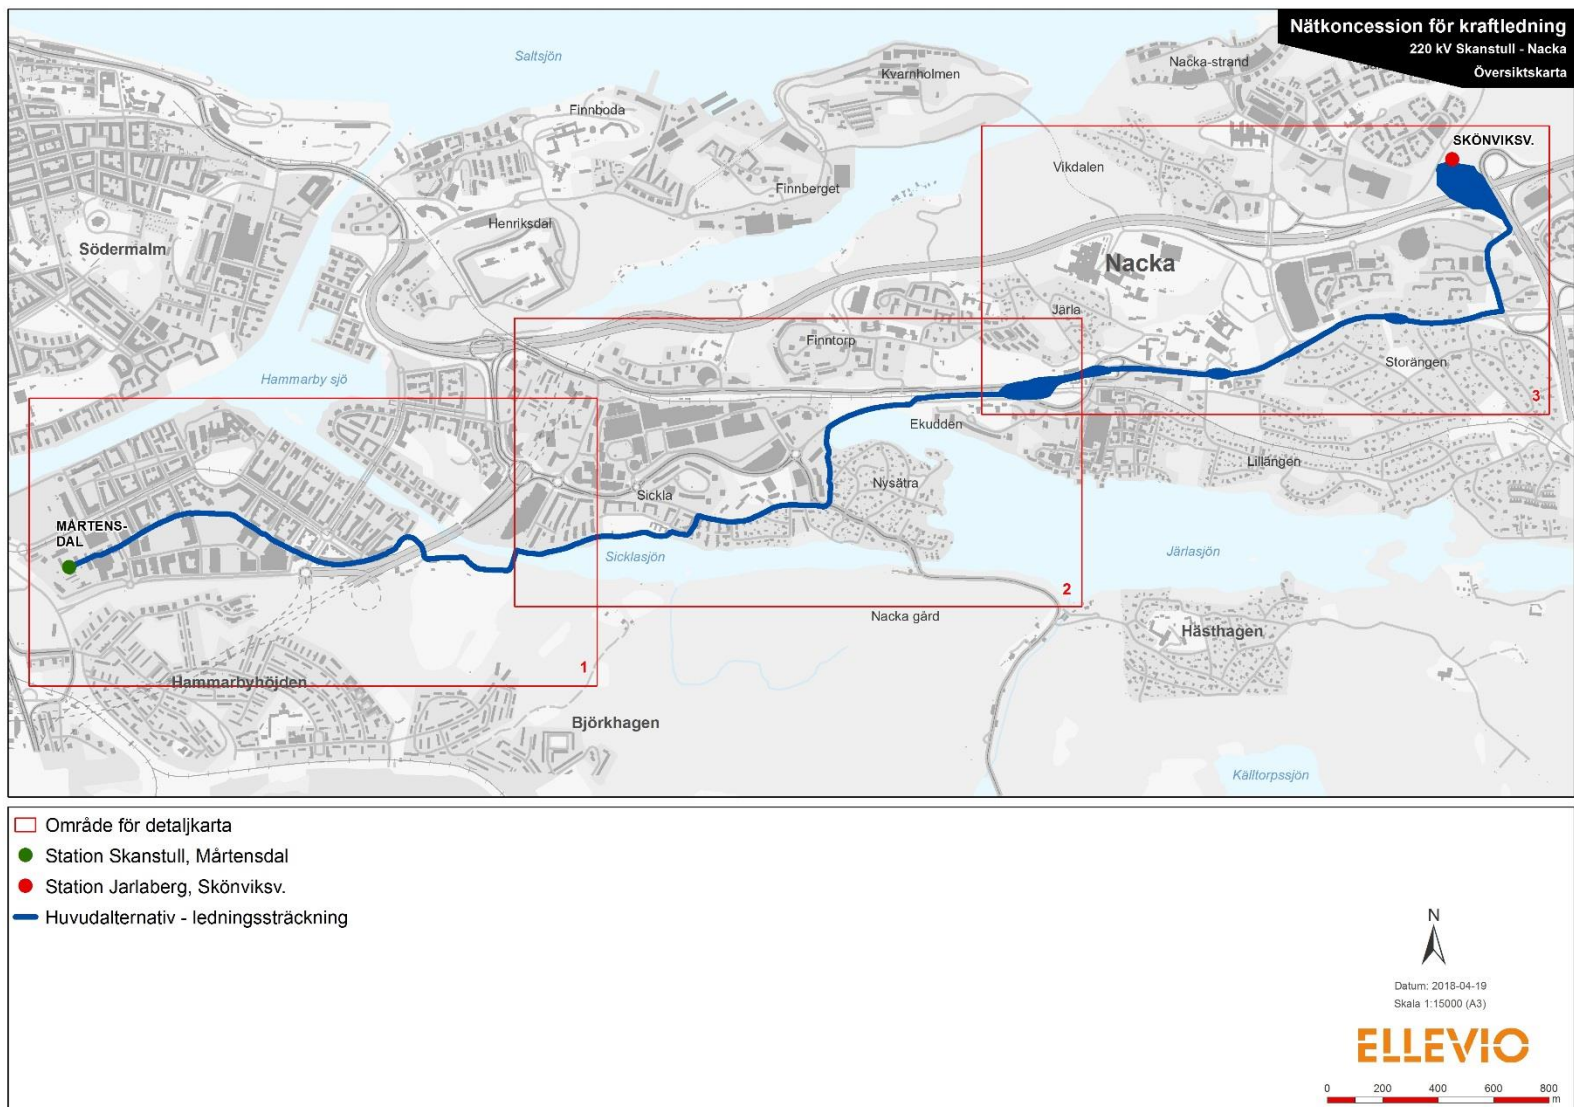 Nätkoncession för kraftledning
220 kV Skanstull - Nacka
Översiktskarta
Saltsjön
Kvarnholmen
Nacka-strand
Finnboda
SKÖNVIKSV.
Vikdalen
Finnberget
Henriksdal
Södermalm
Nacka
Järla
Finntorp
Storängen
Hammarby sjö
3
Ekudden
Lillängen
Nysätra
Sickla
MÅRTENS-
DAL
Sicklasjön
Järlasjön
2
Nacka gård
Hästhagen
1
Hammarbyhöjden
Björkhagen
Källtorpssjön
Område för detaljkarta
Station Skanstull, Mårtensdal
Station Jarlaberg, Skönviksv.
Huvudalternativ - ledningssträckning
N
Datum: 2018-04-19
Skala 1:15000 (A3)
ELLEVIO
0 200 400 600 800
m